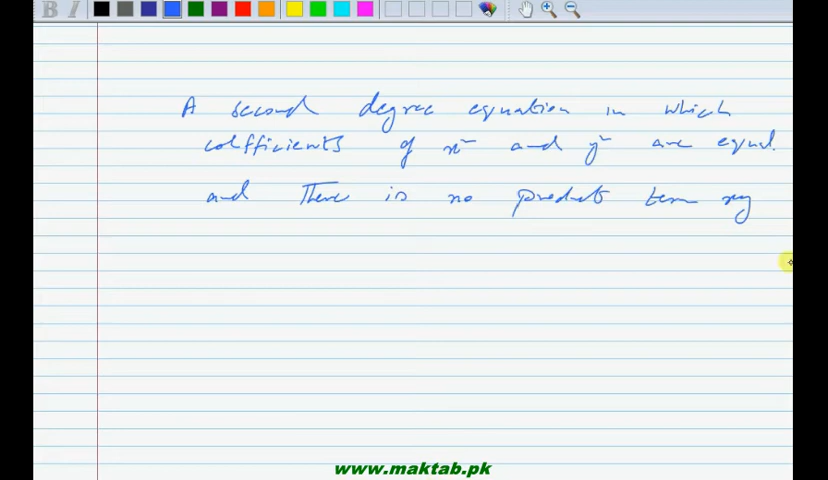 B I
A second degree equation in which
coefficients of x² and y² are equal.
and There is no product term xy
www.maktab.pk